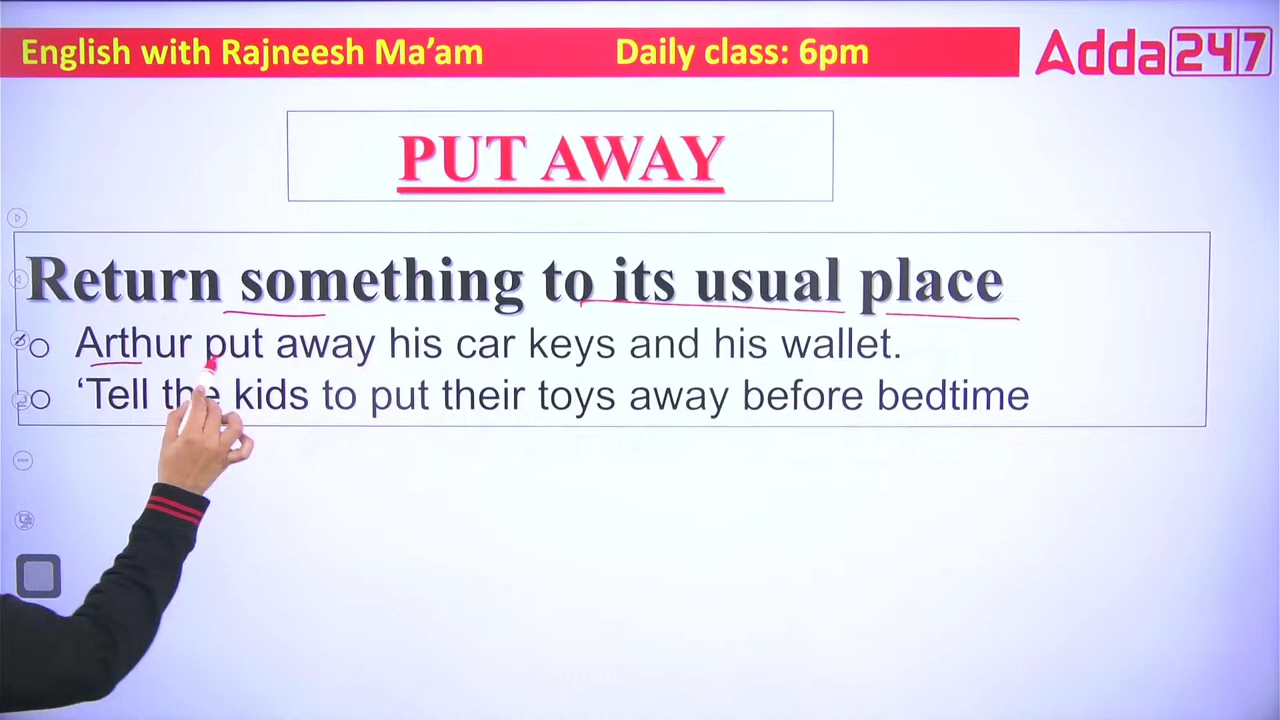 English with Rajneesh Ma’am Daily class: 6pm Adda247
PUT AWAY
Return something to its usual place
o Arthur put away his car keys and his wallet.
o ‘Tell the kids to put their toys away before bedtime